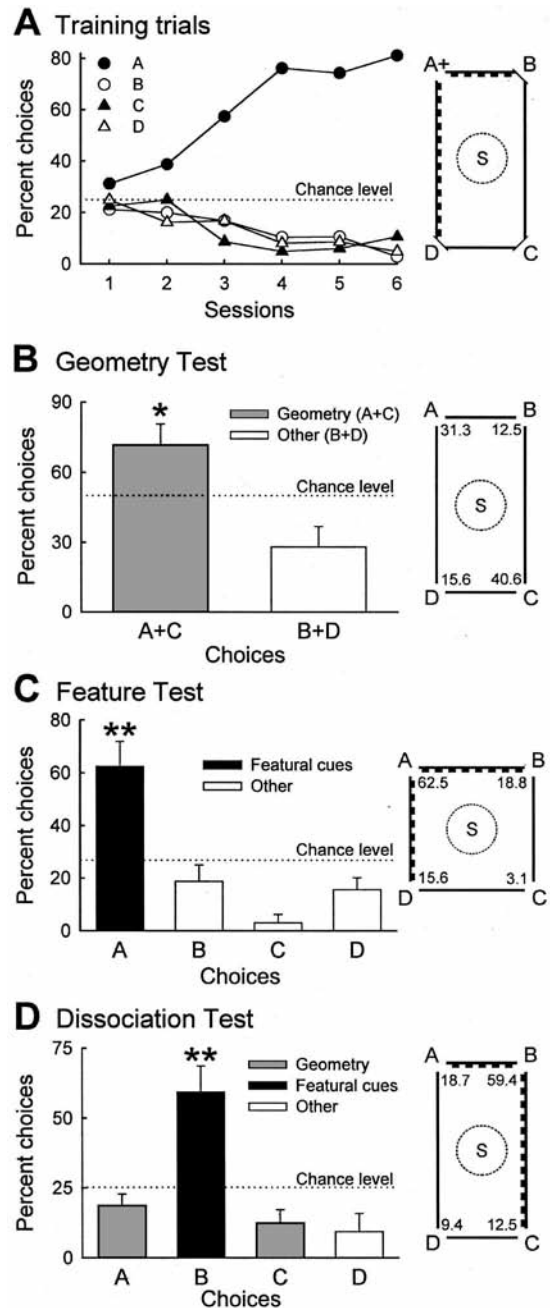 A Training trials
Percent choices
80
60
40
20
0
A
B
C
D
Chance level
1 2 3 4 5 6
Sessions
A+ B
S
D C
B Geometry Test
Percent choices
90
60
30
0
*
Geometry (A+C)
Other (B+D)
Chance level
A+C B+D
Choices
A B
31.3 12.5
S
15.6 40.6
D C
C Feature Test
Percent choices
80
60
40
20
0
**
Featural cues
Other
Chance level
A B C D
Choices
A B
62.5 18.8
S
15.6 3.1
D C
D Dissociation Test
Percent choices
75
50
25
0
**
Geometry
Featural cues
Other
Chance level
A B C D
Choices
A B
18.7 59.4
S
9.4 12.5
D C